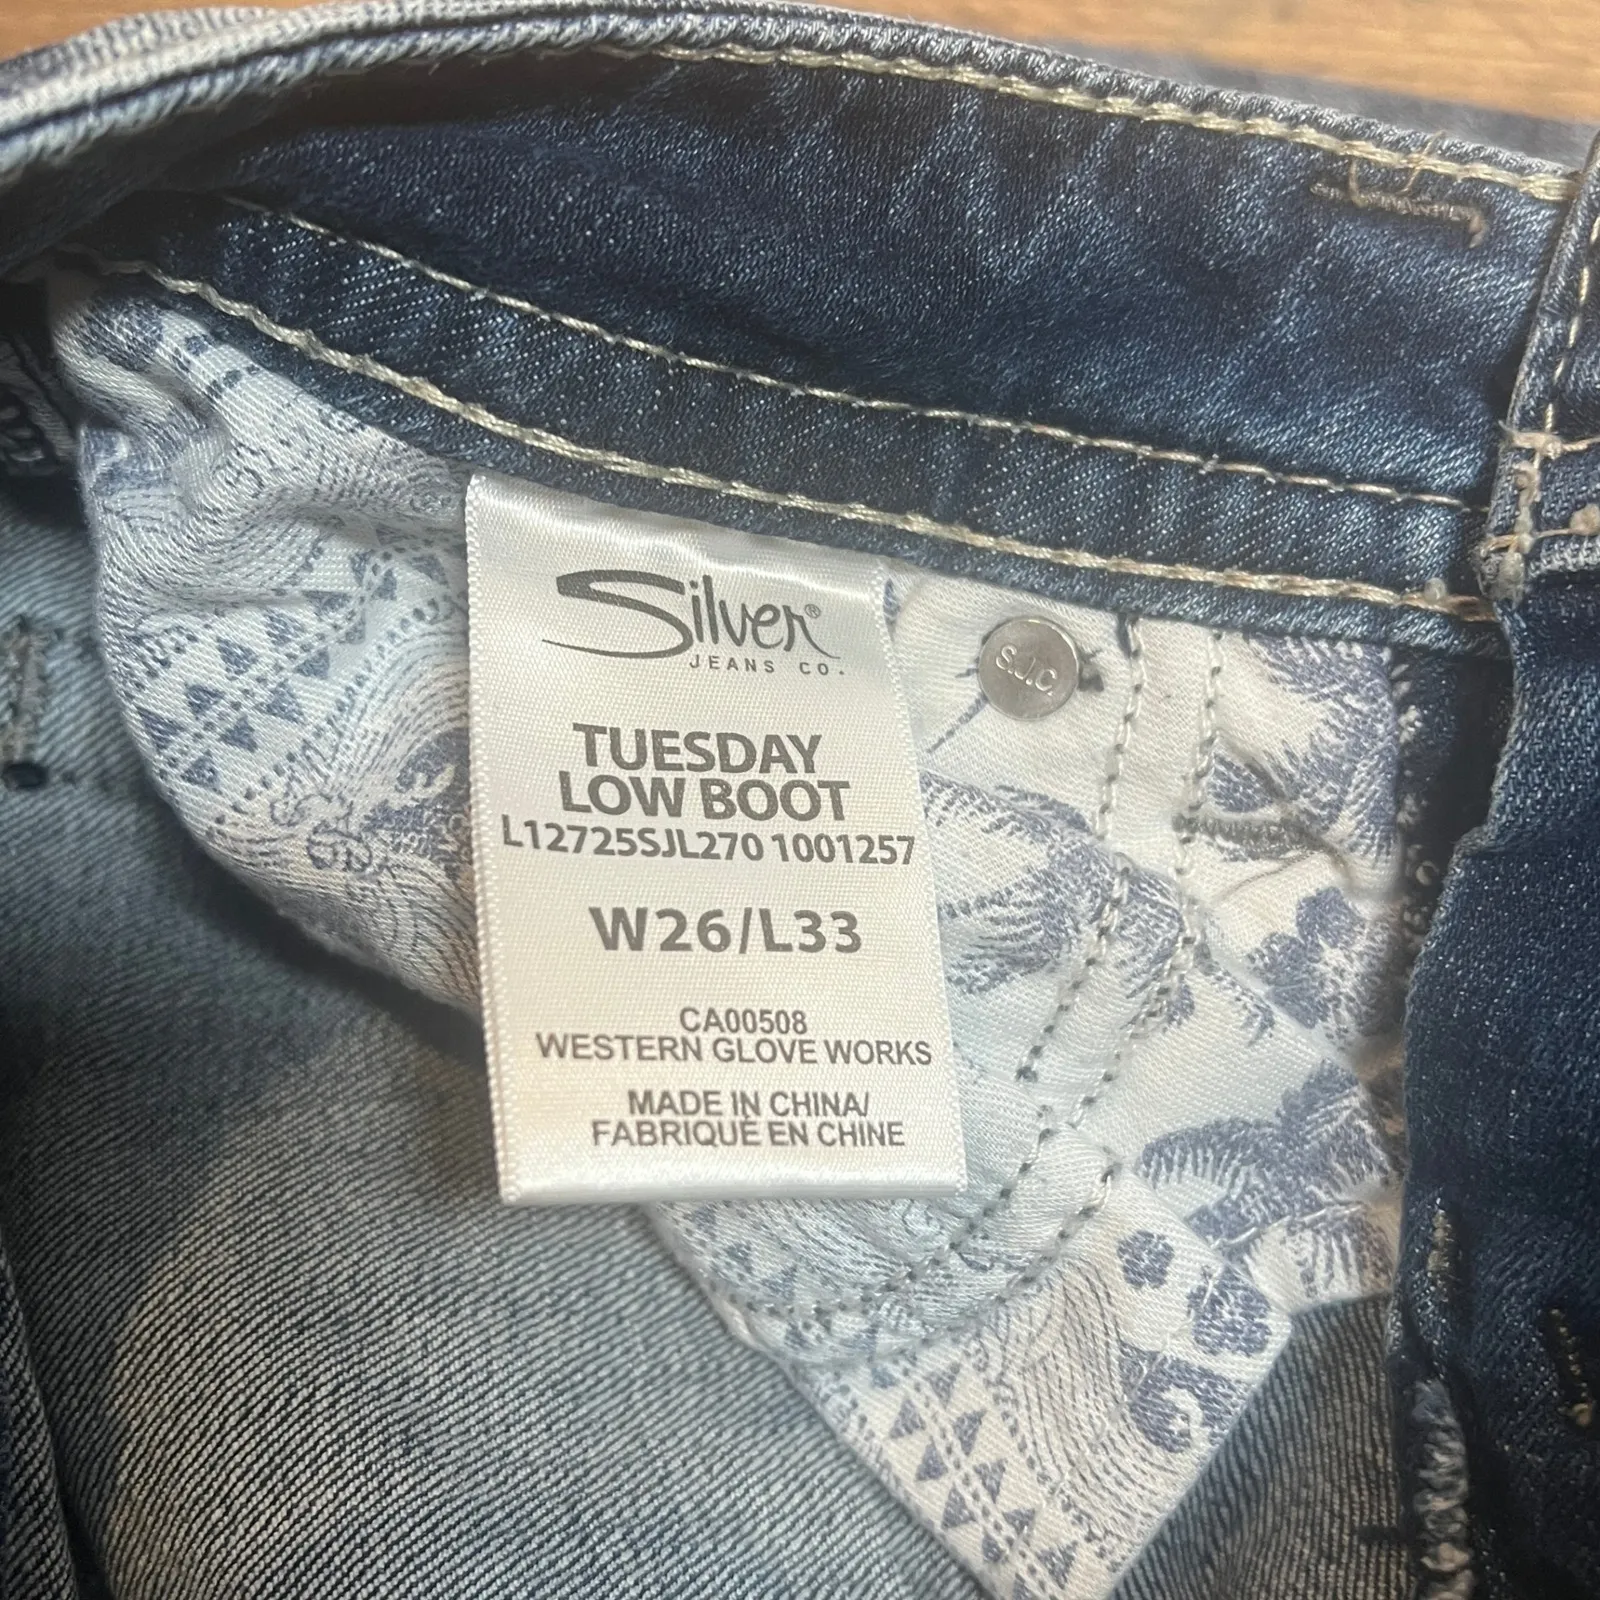 Silver®
JEANS CO.
S.J.C.
TUESDAY
LOW BOOT
L12725SJL270 1001257
W26/L33
CA00508
WESTERN GLOVE WORKS
MADE IN CHINA/
FABRIQUÉ EN CHINE